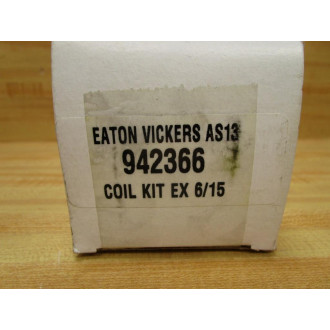 EATON VICKERS AS13
942366
COIL KIT EX 6/15